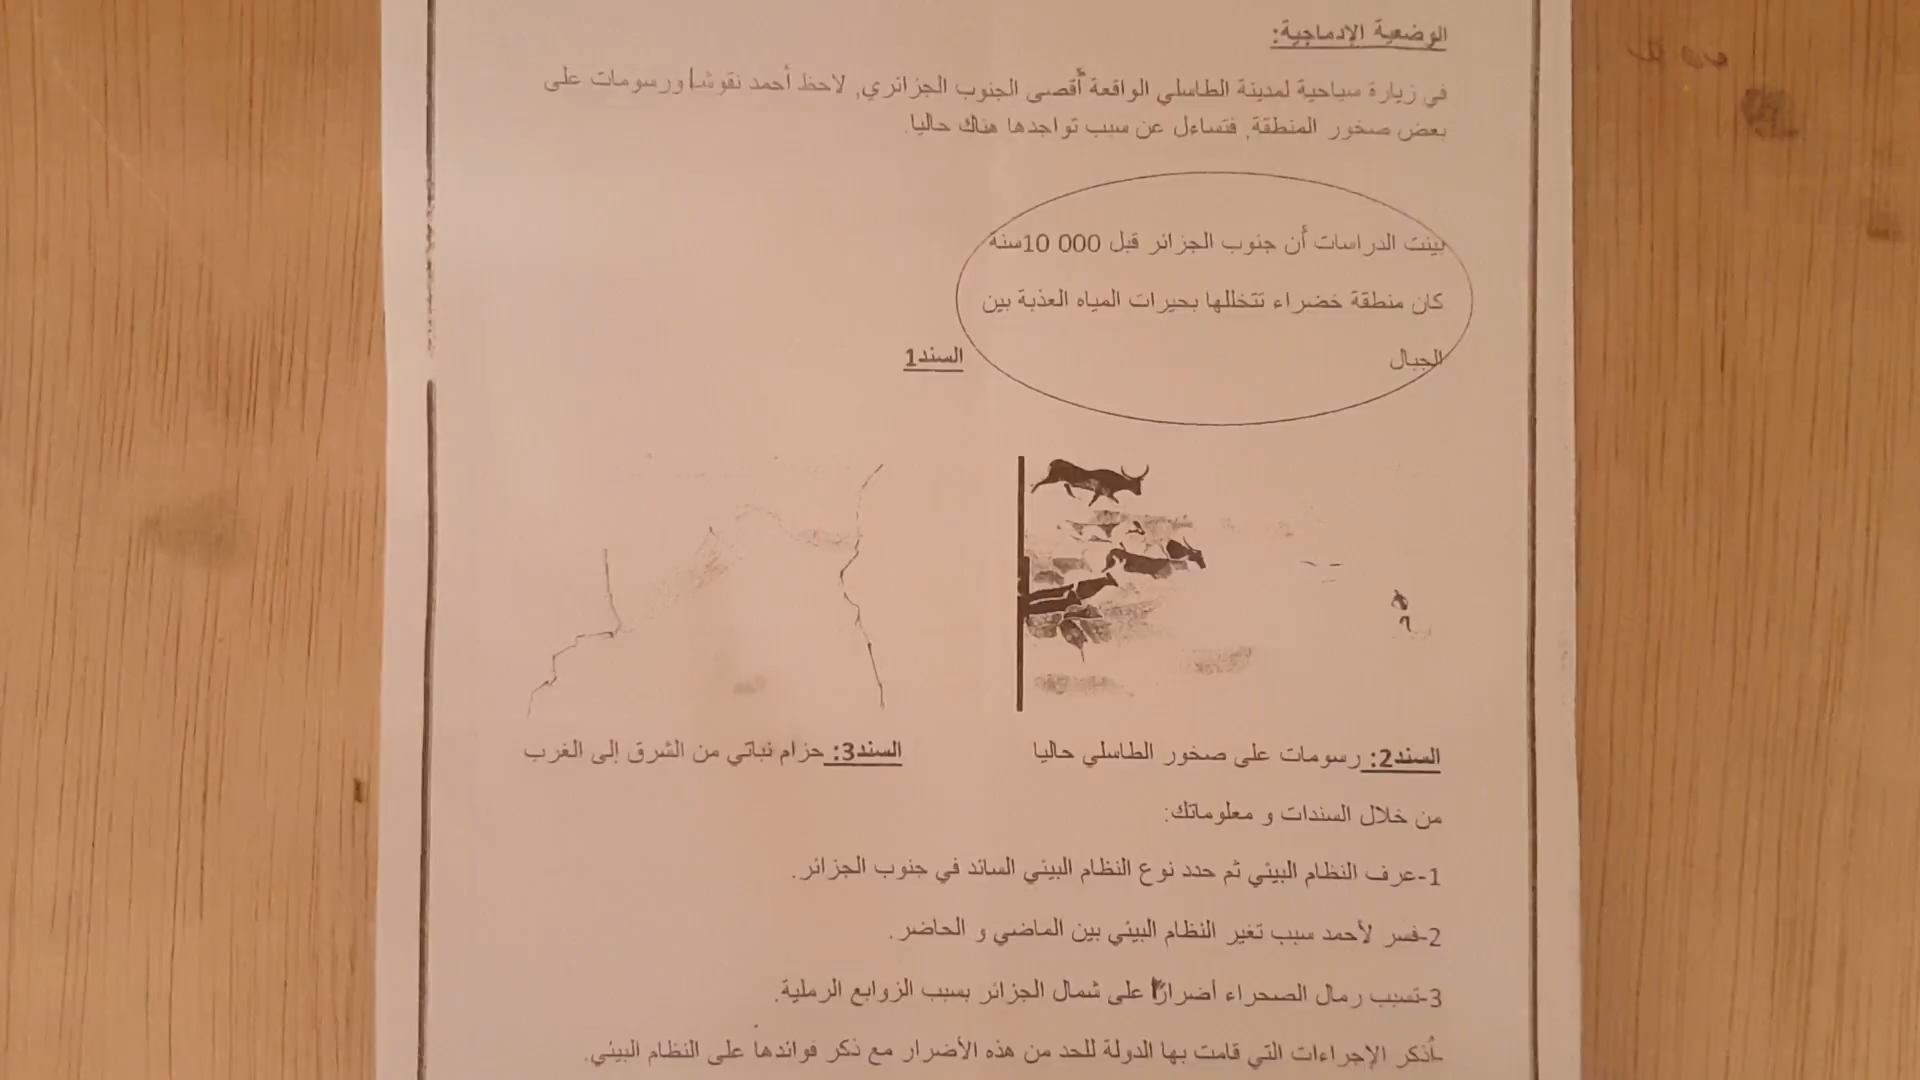 الوضعية الإدماجية:
في زيارة سياحية لمدينة الطاسلي الواقعة أقصى الجنوب الجزائري, لاحظ أحمد نقوشا ورسومات على
بعض صخور المنطقة, فتساءل عن سبب تواجدها هناك حاليا.
بينت الدراسات أن جنوب الجزائر قبل 000 10سنة
كان منطقة خضراء تتخللها بحيرات المياه العذبة بين
الجبال
السند1
السند2: رسومات على صخور الطاسلي حاليا
السند3: حزام نباتي من الشرق إلى الغرب
من خلال السندات و معلوماتك:
1-عرف النظام البيئي ثم حدد نوع النظام البيئي السائد في جنوب الجزائر.
2-فسر لأحمد سبب تغير النظام البيئي بين الماضي و الحاضر.
3-تسبب رمال الصحراء أضرارا على شمال الجزائر بسبب الزوابع الرملية.
-أذكر الإجراءات التي قامت بها الدولة للحد من هذه الأضرار مع ذكر فوائدها على النظام البيئي.